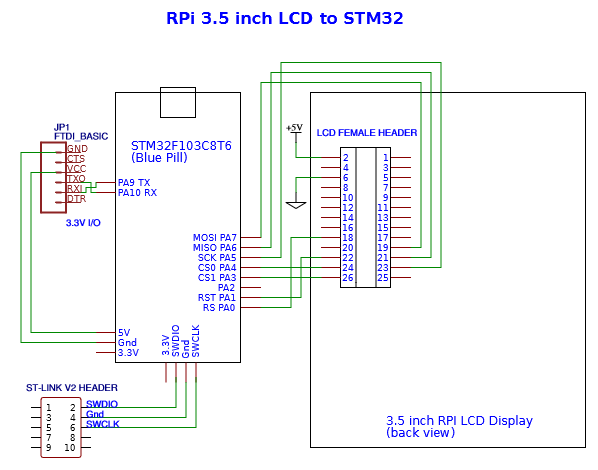 RPi 3.5 inch LCD to STM32
JP1
FTDI_BASIC
GND
CTS
VCC
TXO
RXI
DTR
3.3V I/O
STM32F103C8T6
(Blue Pill)
PA9 TX
PA10 RX
MOSI PA7
MISO PA6
SCK PA5
CS0 PA4
CS1 PA3
PA2
RST PA1
RS PA0
5V
Gnd
3.3V
3.3V
SWDIO
Gnd
SWCLK
+5V
LCD FEMALE HEADER
2 1
4 3
6 5
8 7
10 9
12 11
14 13
16 15
18 17
20 19
22 21
24 23
26 25
ST-LINK V2 HEADER
1 2 SWDIO
3 4 Gnd
5 6 SWCLK
7 8
9 10
3.5 inch RPI LCD Display
(back view)